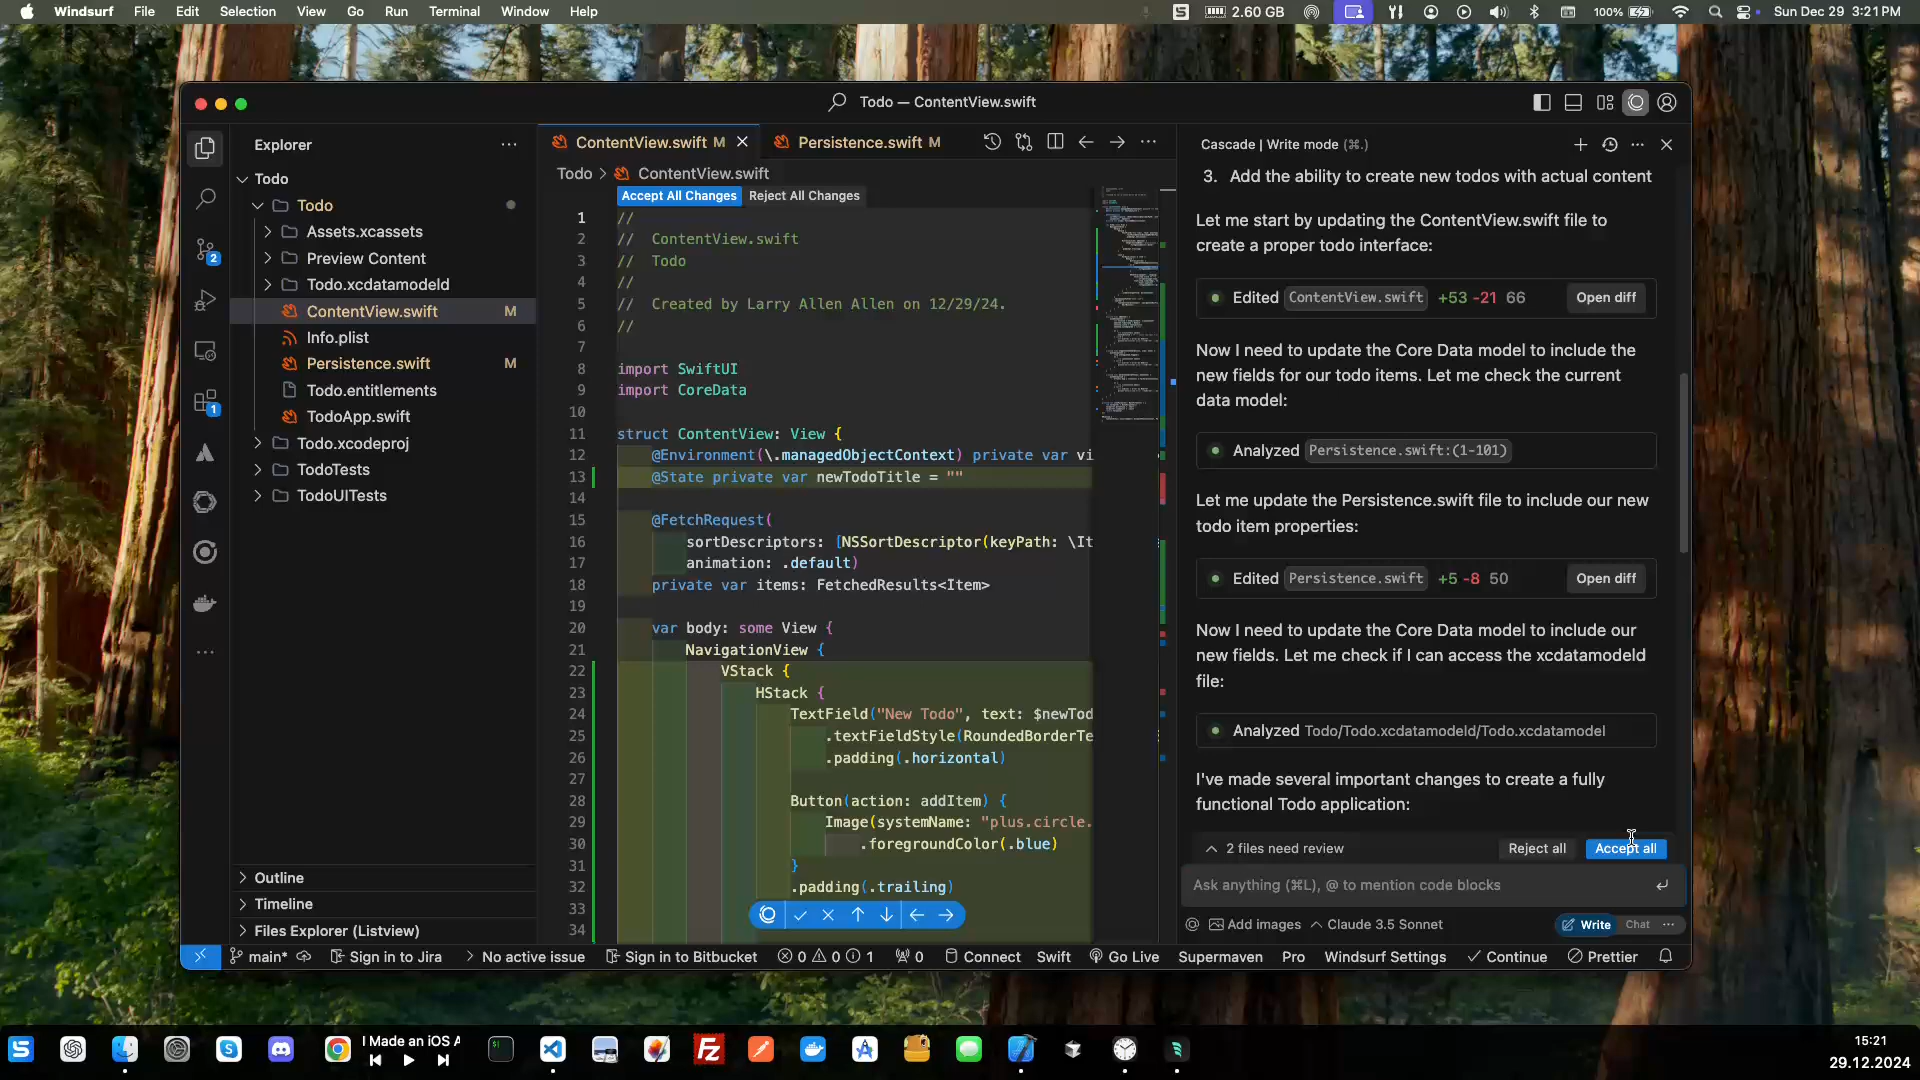 Windsurf File Edit Selection View Go Run Terminal Window Help
2.60 GB 100% Sun Dec 29 3:21 PM
Todo — ContentView.swift
Explorer
Todo
Todo
Assets.xcassets
Preview Content
Todo.xcdatamodeld
ContentView.swift M
Info.plist
Persistence.swift M
Todo.entitlements
TodoApp.swift
Todo.xcodeproj
TodoTests
TodoUITests
Outline
Timeline
Files Explorer (Listview)
2
1
ContentView.swift M Persistence.swift M
Todo > ContentView.swift
Accept All Changes Reject All Changes
1 //
2 // ContentView.swift
3 // Todo
4 //
5 // Created by Larry Allen Allen on 12/29/24.
6 //
7
8 import SwiftUI
9 import CoreData
10
11 struct ContentView: View {
12 @Environment(\.managedObjectContext) private var vi
13 @State private var newTodoTitle = ""
14
15 @FetchRequest(
16 sortDescriptors: [NSSortDescriptor(keyPath: \It
17 animation: .default)
18 private var items: FetchedResults<Item>
19
20 var body: some View {
21 NavigationView {
22 VStack {
23 HStack {
24 TextField("New Todo", text: $newTod
25 .textFieldStyle(RoundedBorderTe
26 .padding(.horizontal)
27
28 Button(action: addItem) {
29 Image(systemName: "plus.circle.
30 .foregroundColor(.blue)
31 }
32 .padding(.trailing)
33
34
Cascade | Write mode (⌘.)
3. Add the ability to create new todos with actual content
Let me start by updating the ContentView.swift file to
create a proper todo interface:
Edited ContentView.swift +53 -21 66 Open diff
Now I need to update the Core Data model to include the
new fields for our todo items. Let me check the current
data model:
Analyzed Persistence.swift:(1-101)
Let me update the Persistence.swift file to include our new
todo item properties:
Edited Persistence.swift +5 -8 50 Open diff
Now I need to update the Core Data model to include our
new fields. Let me check if I can access the xcdatamodeld
file:
Analyzed Todo/Todo.xcdatamodeld/Todo.xcdatamodel
I've made several important changes to create a fully
functional Todo application:
2 files need review Reject all Accept all
Ask anything (⌘L), @ to mention code blocks
Add images Claude 3.5 Sonnet Write Chat
main* Sign in to Jira No active issue Sign in to Bitbucket 0 0 1 0 Connect Swift Go Live Supermaven Pro Windsurf Settings Continue Prettier
I Made an iOS A
15:21
29.12.2024